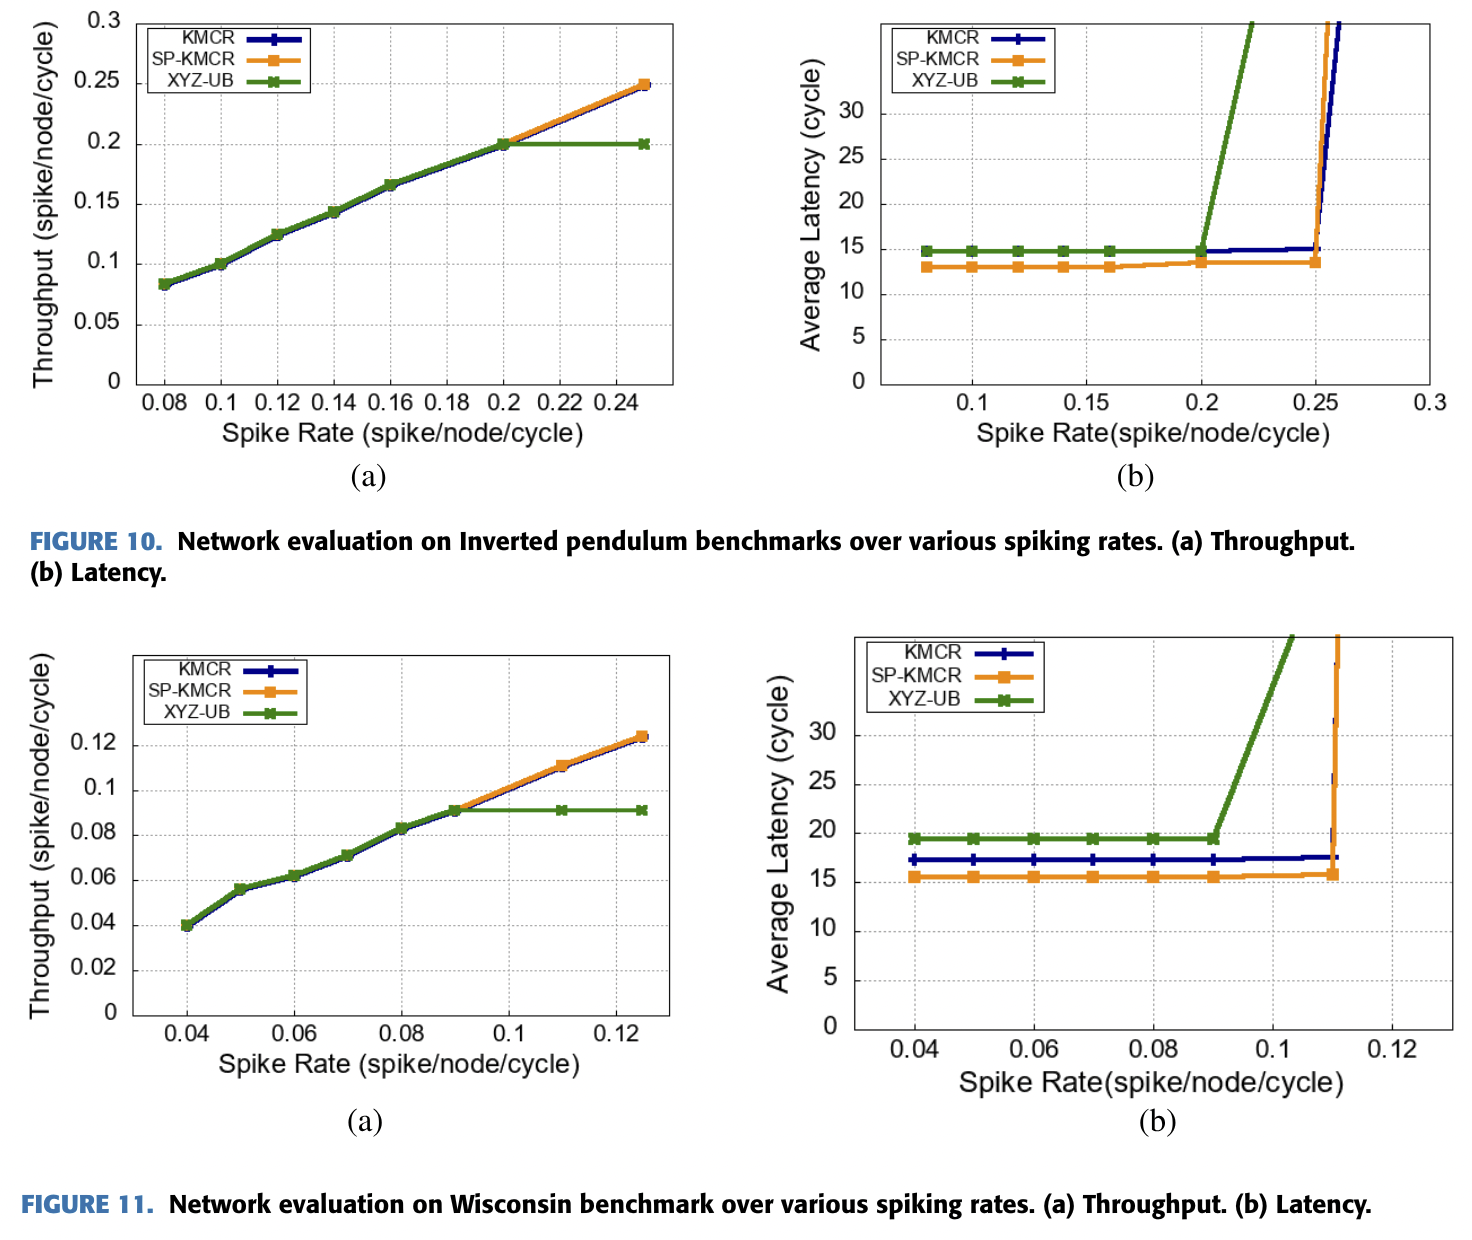 0.3
0.25
0.2
0.15
0.1
0.05
0
Throughput (spike/node/cycle)
KMCR
SP-KMCR
XYZ-UB
0.08 0.1 0.12 0.14 0.16 0.18 0.2 0.22 0.24
Spike Rate (spike/node/cycle)
(a)
30
25
20
15
10
5
0
Average Latency (cycle)
KMCR
SP-KMCR
XYZ-UB
0.1 0.15 0.2 0.25 0.3
Spike Rate(spike/node/cycle)
(b)
FIGURE 10. Network evaluation on Inverted pendulum benchmarks over various spiking rates. (a) Throughput.
(b) Latency.
0.12
0.1
0.08
0.06
0.04
0.02
0
Throughput (spike/node/cycle)
KMCR
SP-KMCR
XYZ-UB
0.04 0.06 0.08 0.1 0.12
Spike Rate (spike/node/cycle)
(a)
30
25
20
15
10
5
0
Average Latency (cycle)
KMCR
SP-KMCR
XYZ-UB
0.04 0.06 0.08 0.1 0.12
Spike Rate(spike/node/cycle)
(b)
FIGURE 11. Network evaluation on Wisconsin benchmark over various spiking rates. (a) Throughput. (b) Latency.